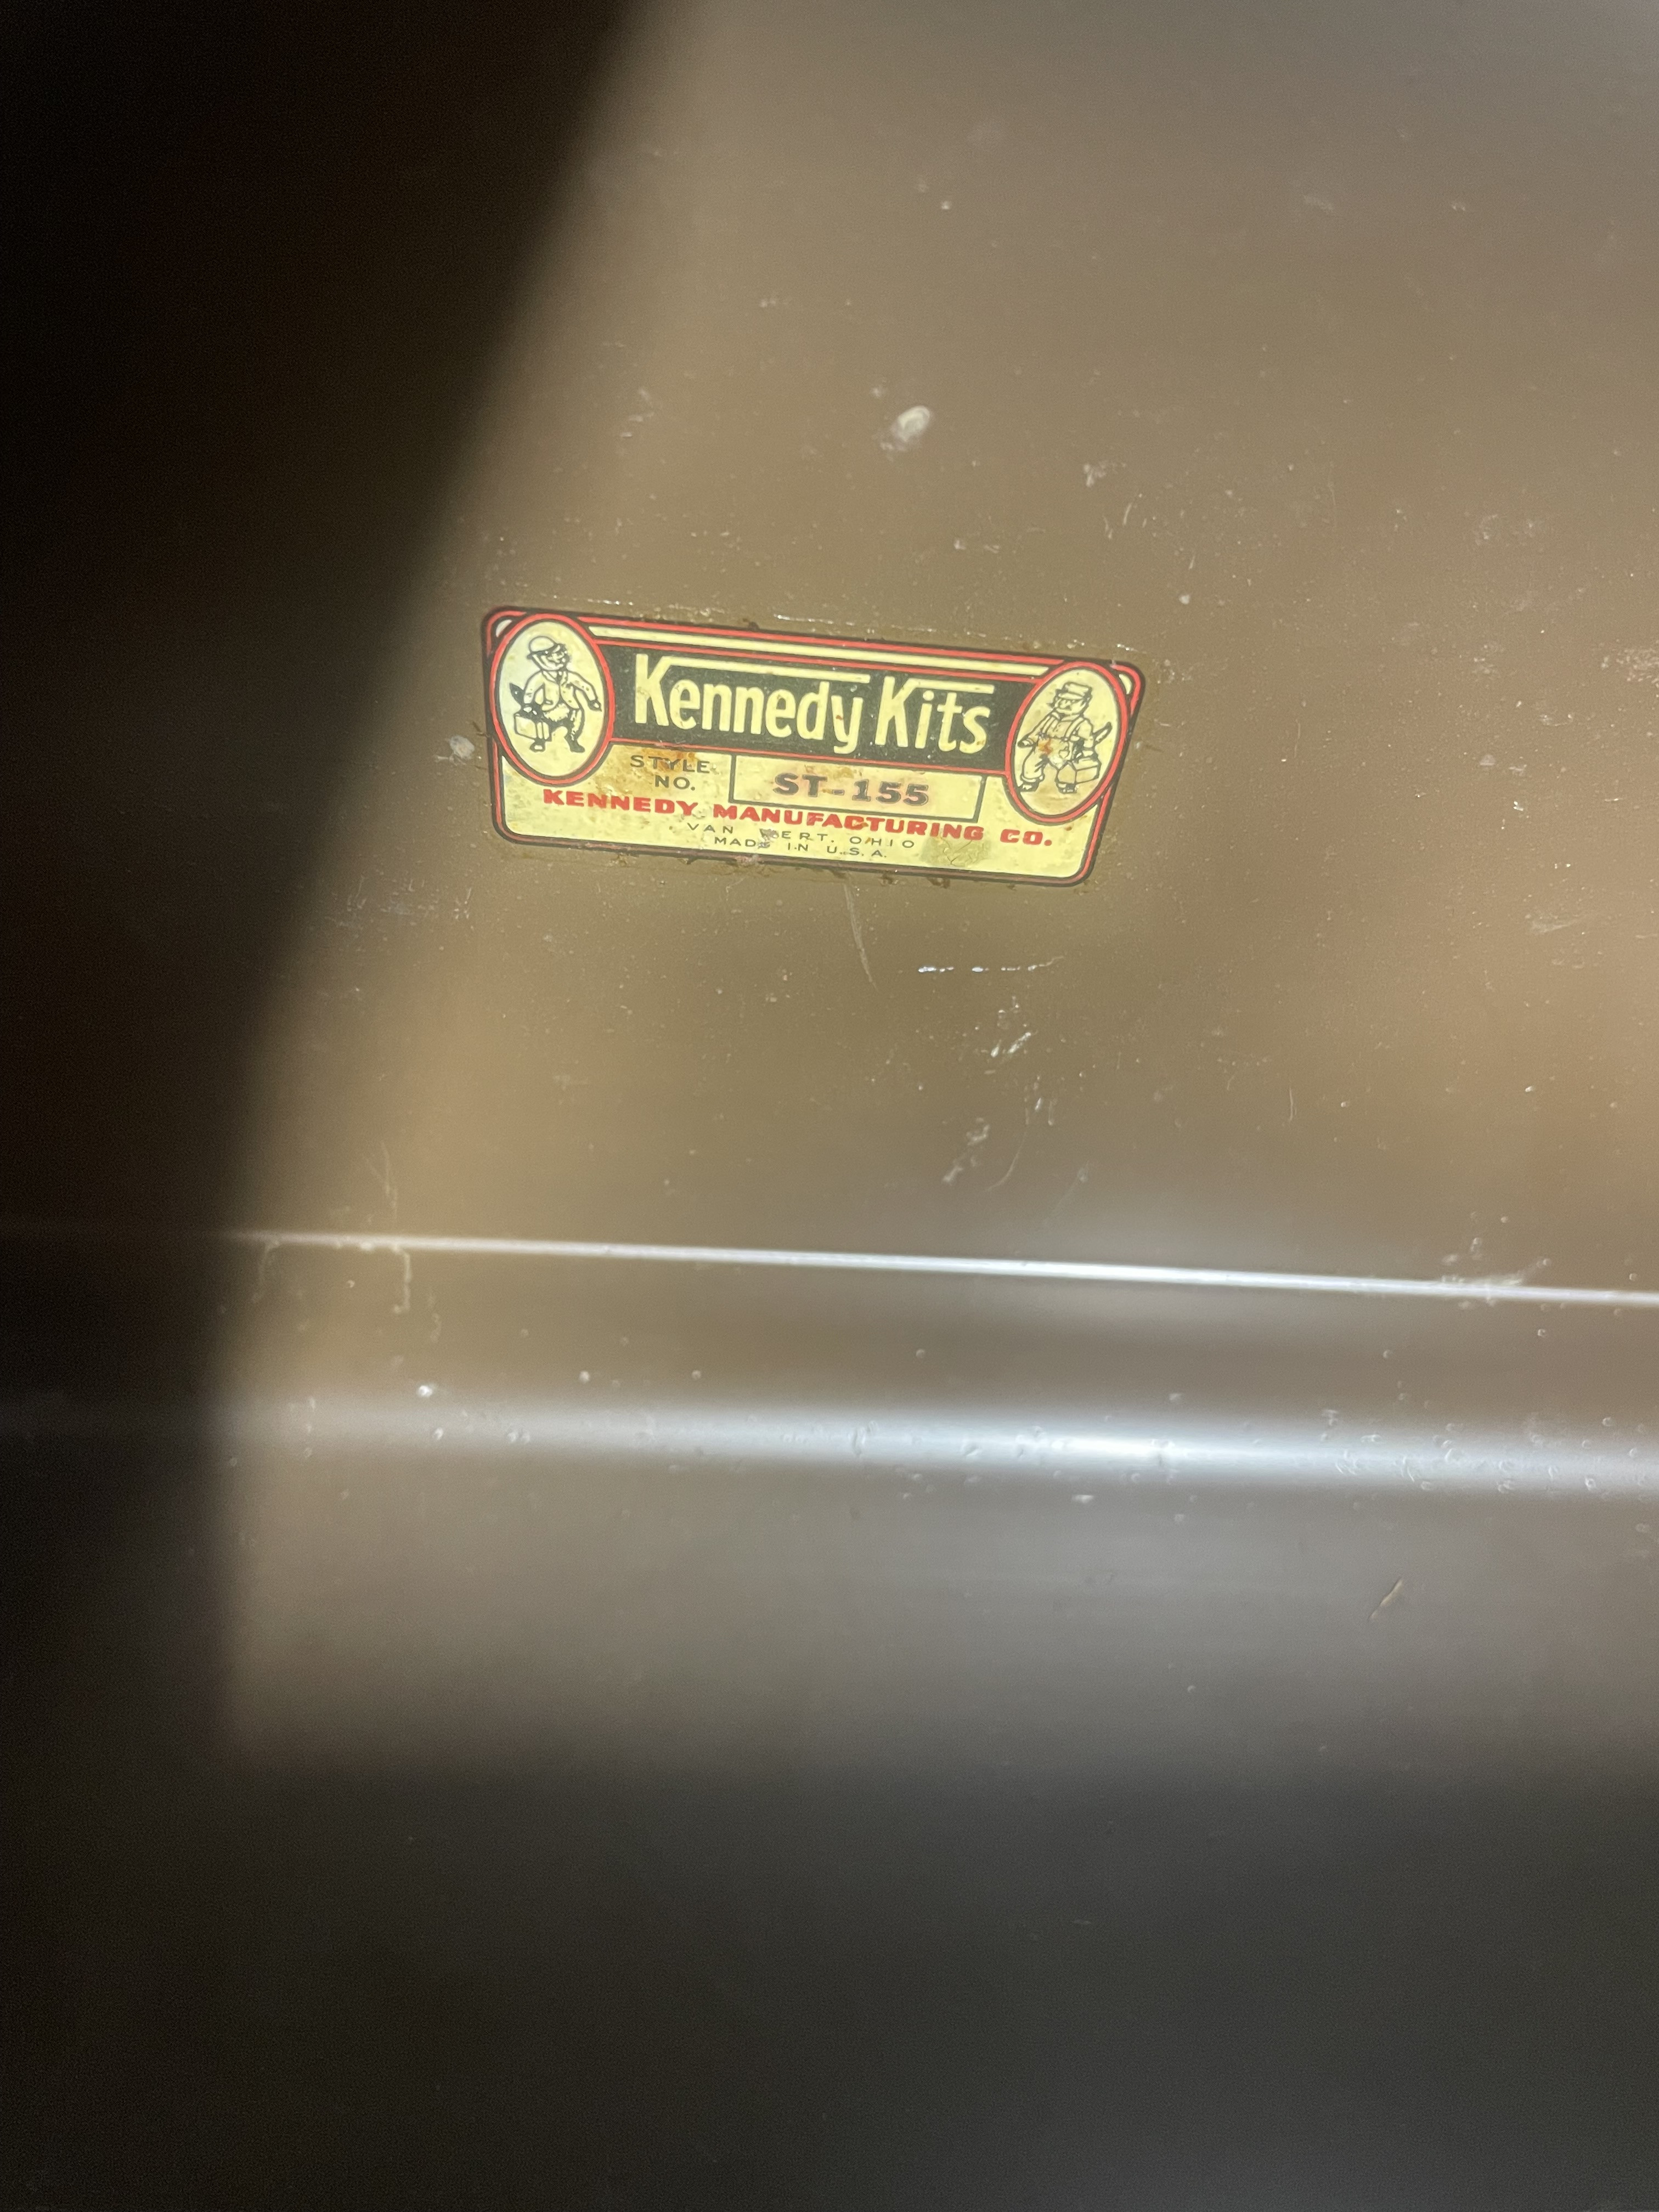 Kennedy Kits
STYLE
NO.
ST-155
KENNEDY MANUFACTURING CO.
VAN WERT, OHIO
MADE IN U.S.A.